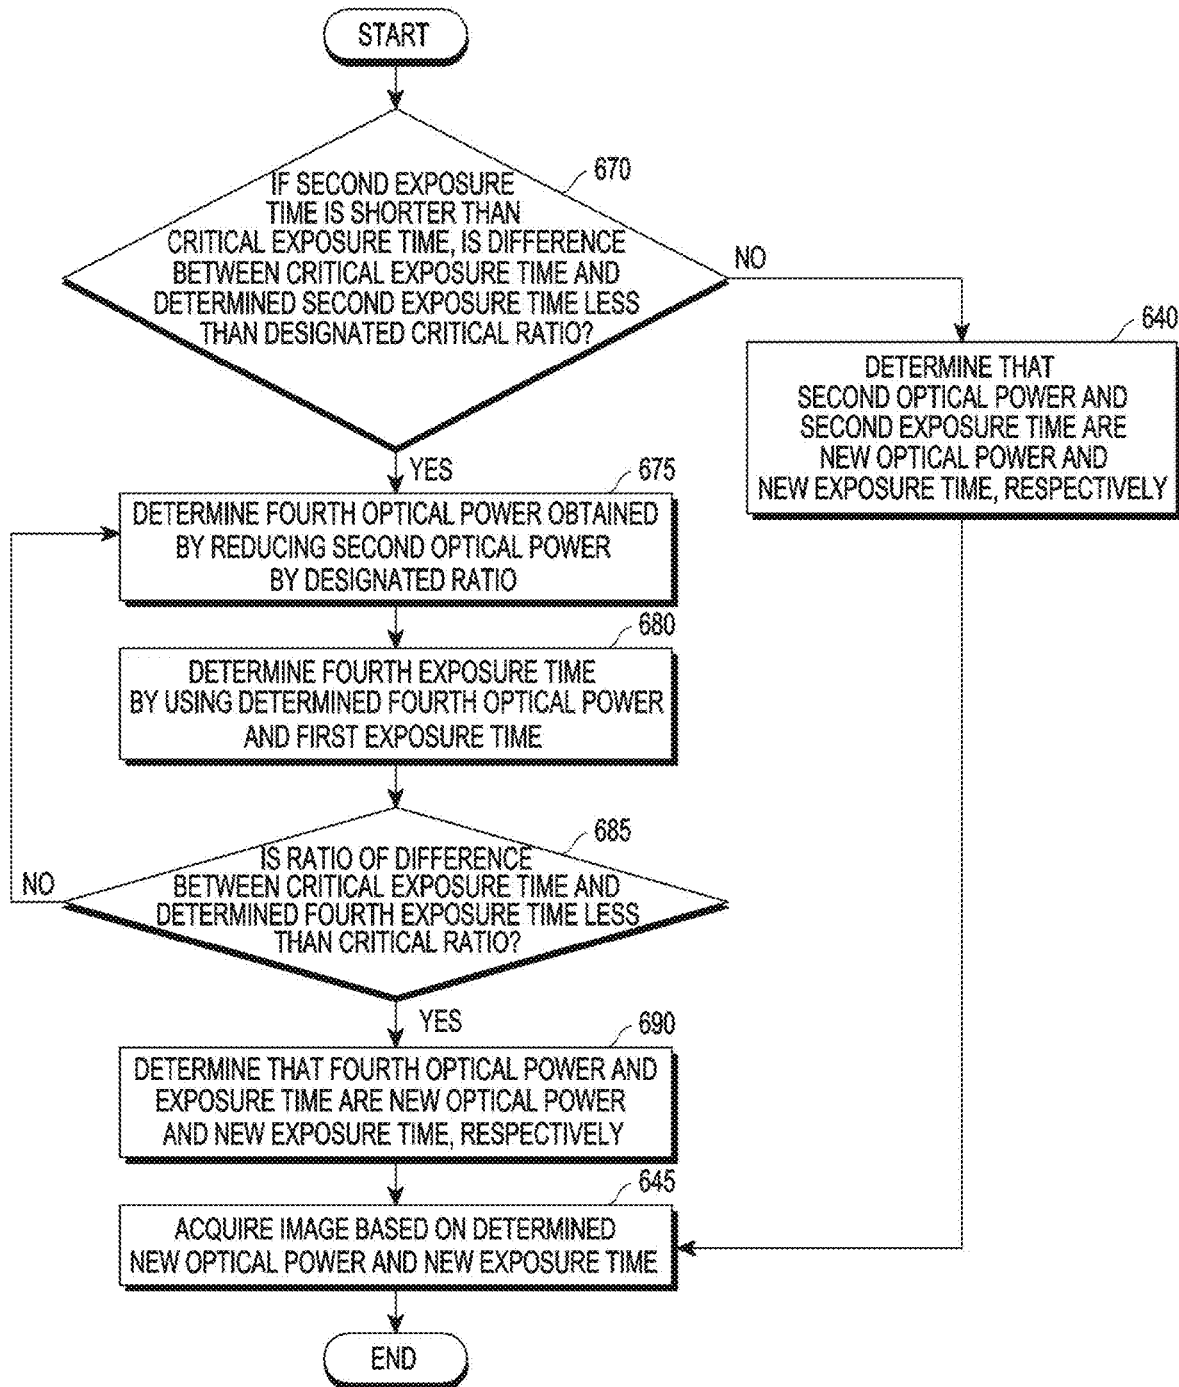 START
670
IF SECOND EXPOSURE
TIME IS SHORTER THAN
CRITICAL EXPOSURE TIME, IS DIFFERENCE
BETWEEN CRITICAL EXPOSURE TIME AND
DETERMINED SECOND EXPOSURE TIME LESS
THAN DESIGNATED CRITICAL RATIO?
NO
640
DETERMINE THAT
SECOND OPTICAL POWER AND
SECOND EXPOSURE TIME ARE
NEW OPTICAL POWER AND
NEW EXPOSURE TIME, RESPECTIVELY
YES
675
DETERMINE FOURTH OPTICAL POWER OBTAINED
BY REDUCING SECOND OPTICAL POWER
BY DESIGNATED RATIO
680
DETERMINE FOURTH EXPOSURE TIME
BY USING DETERMINED FOURTH OPTICAL POWER
AND FIRST EXPOSURE TIME
685
IS RATIO OF DIFFERENCE
BETWEEN CRITICAL EXPOSURE TIME AND
DETERMINED FOURTH EXPOSURE TIME LESS
THAN CRITICAL RATIO?
NO
YES
690
DETERMINE THAT FOURTH OPTICAL POWER AND
EXPOSURE TIME ARE NEW OPTICAL POWER
AND NEW EXPOSURE TIME, RESPECTIVELY
645
ACQUIRE IMAGE BASED ON DETERMINED
NEW OPTICAL POWER AND NEW EXPOSURE TIME
END